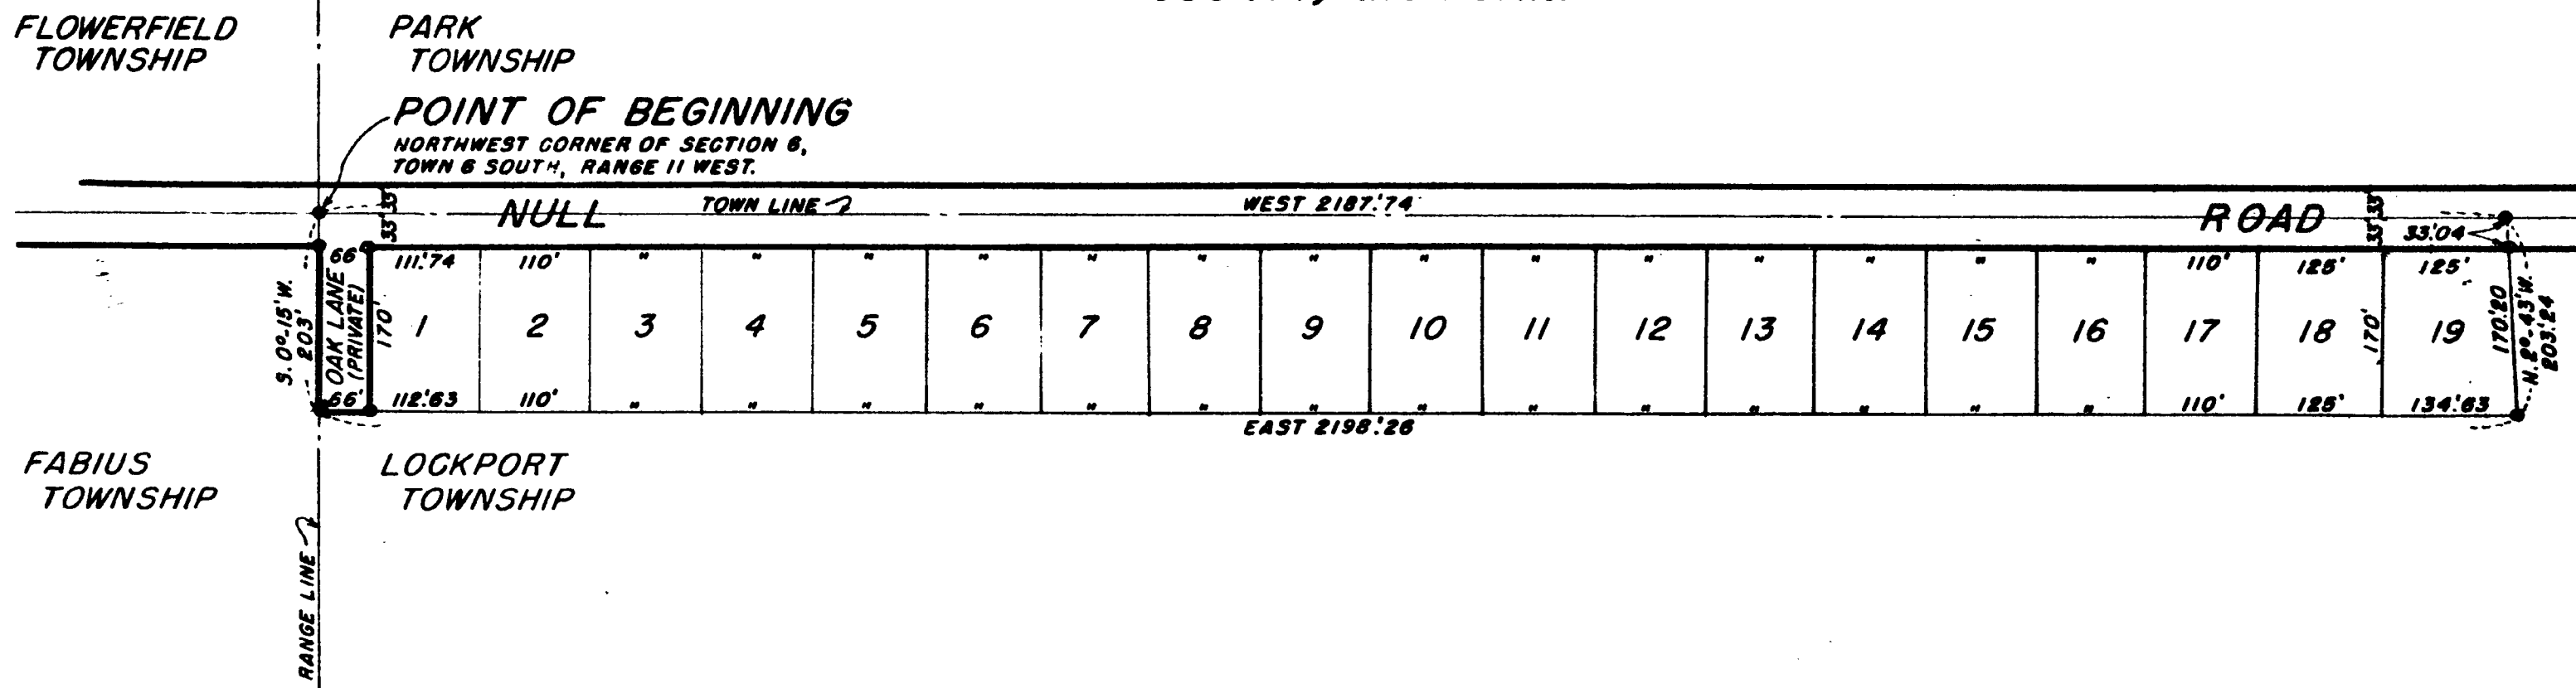 FLOWERFIELD
TOWNSHIP
PARK
TOWNSHIP
POINT OF BEGINNING
NORTHWEST CORNER OF SECTION 6,
TOWN 6 SOUTH, RANGE 11 WEST.
33' 33'
NULL
TOWN LINE
WEST 2187.'74
ROAD
33' 33'
33.'04
66'
111.'74
110'
" " " " " " " " " " " " " "
110'
125'
125'
S. 0°-15' W.
203'
OAK LANE
(PRIVATE)
170'
1 2 3 4 5 6 7 8 9 10 11 12 13 14 15 16 17 18 19
170'
170.'20
N. 2°-43' W.
203.'24
66'
112.'63
110'
" " " " " " " " " " " " " "
110'
125'
134.'63
EAST 2198.'26
FABIUS
TOWNSHIP
LOCKPORT
TOWNSHIP
RANGE LINE